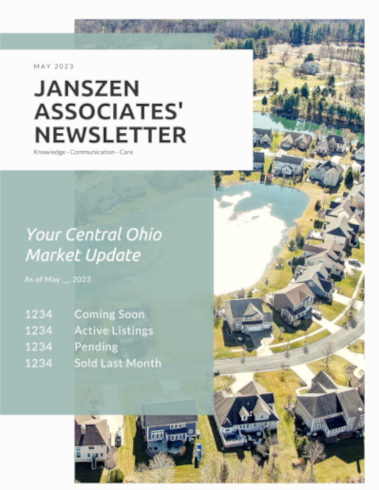 MAY 2023
JANSZEN
ASSOCIATES'
NEWSLETTER
Knowledge - Communication - Care
Your Central Ohio
Market Update
As of May __, 2023
1234 Coming Soon
1234 Active Listings
1234 Pending
1234 Sold Last Month